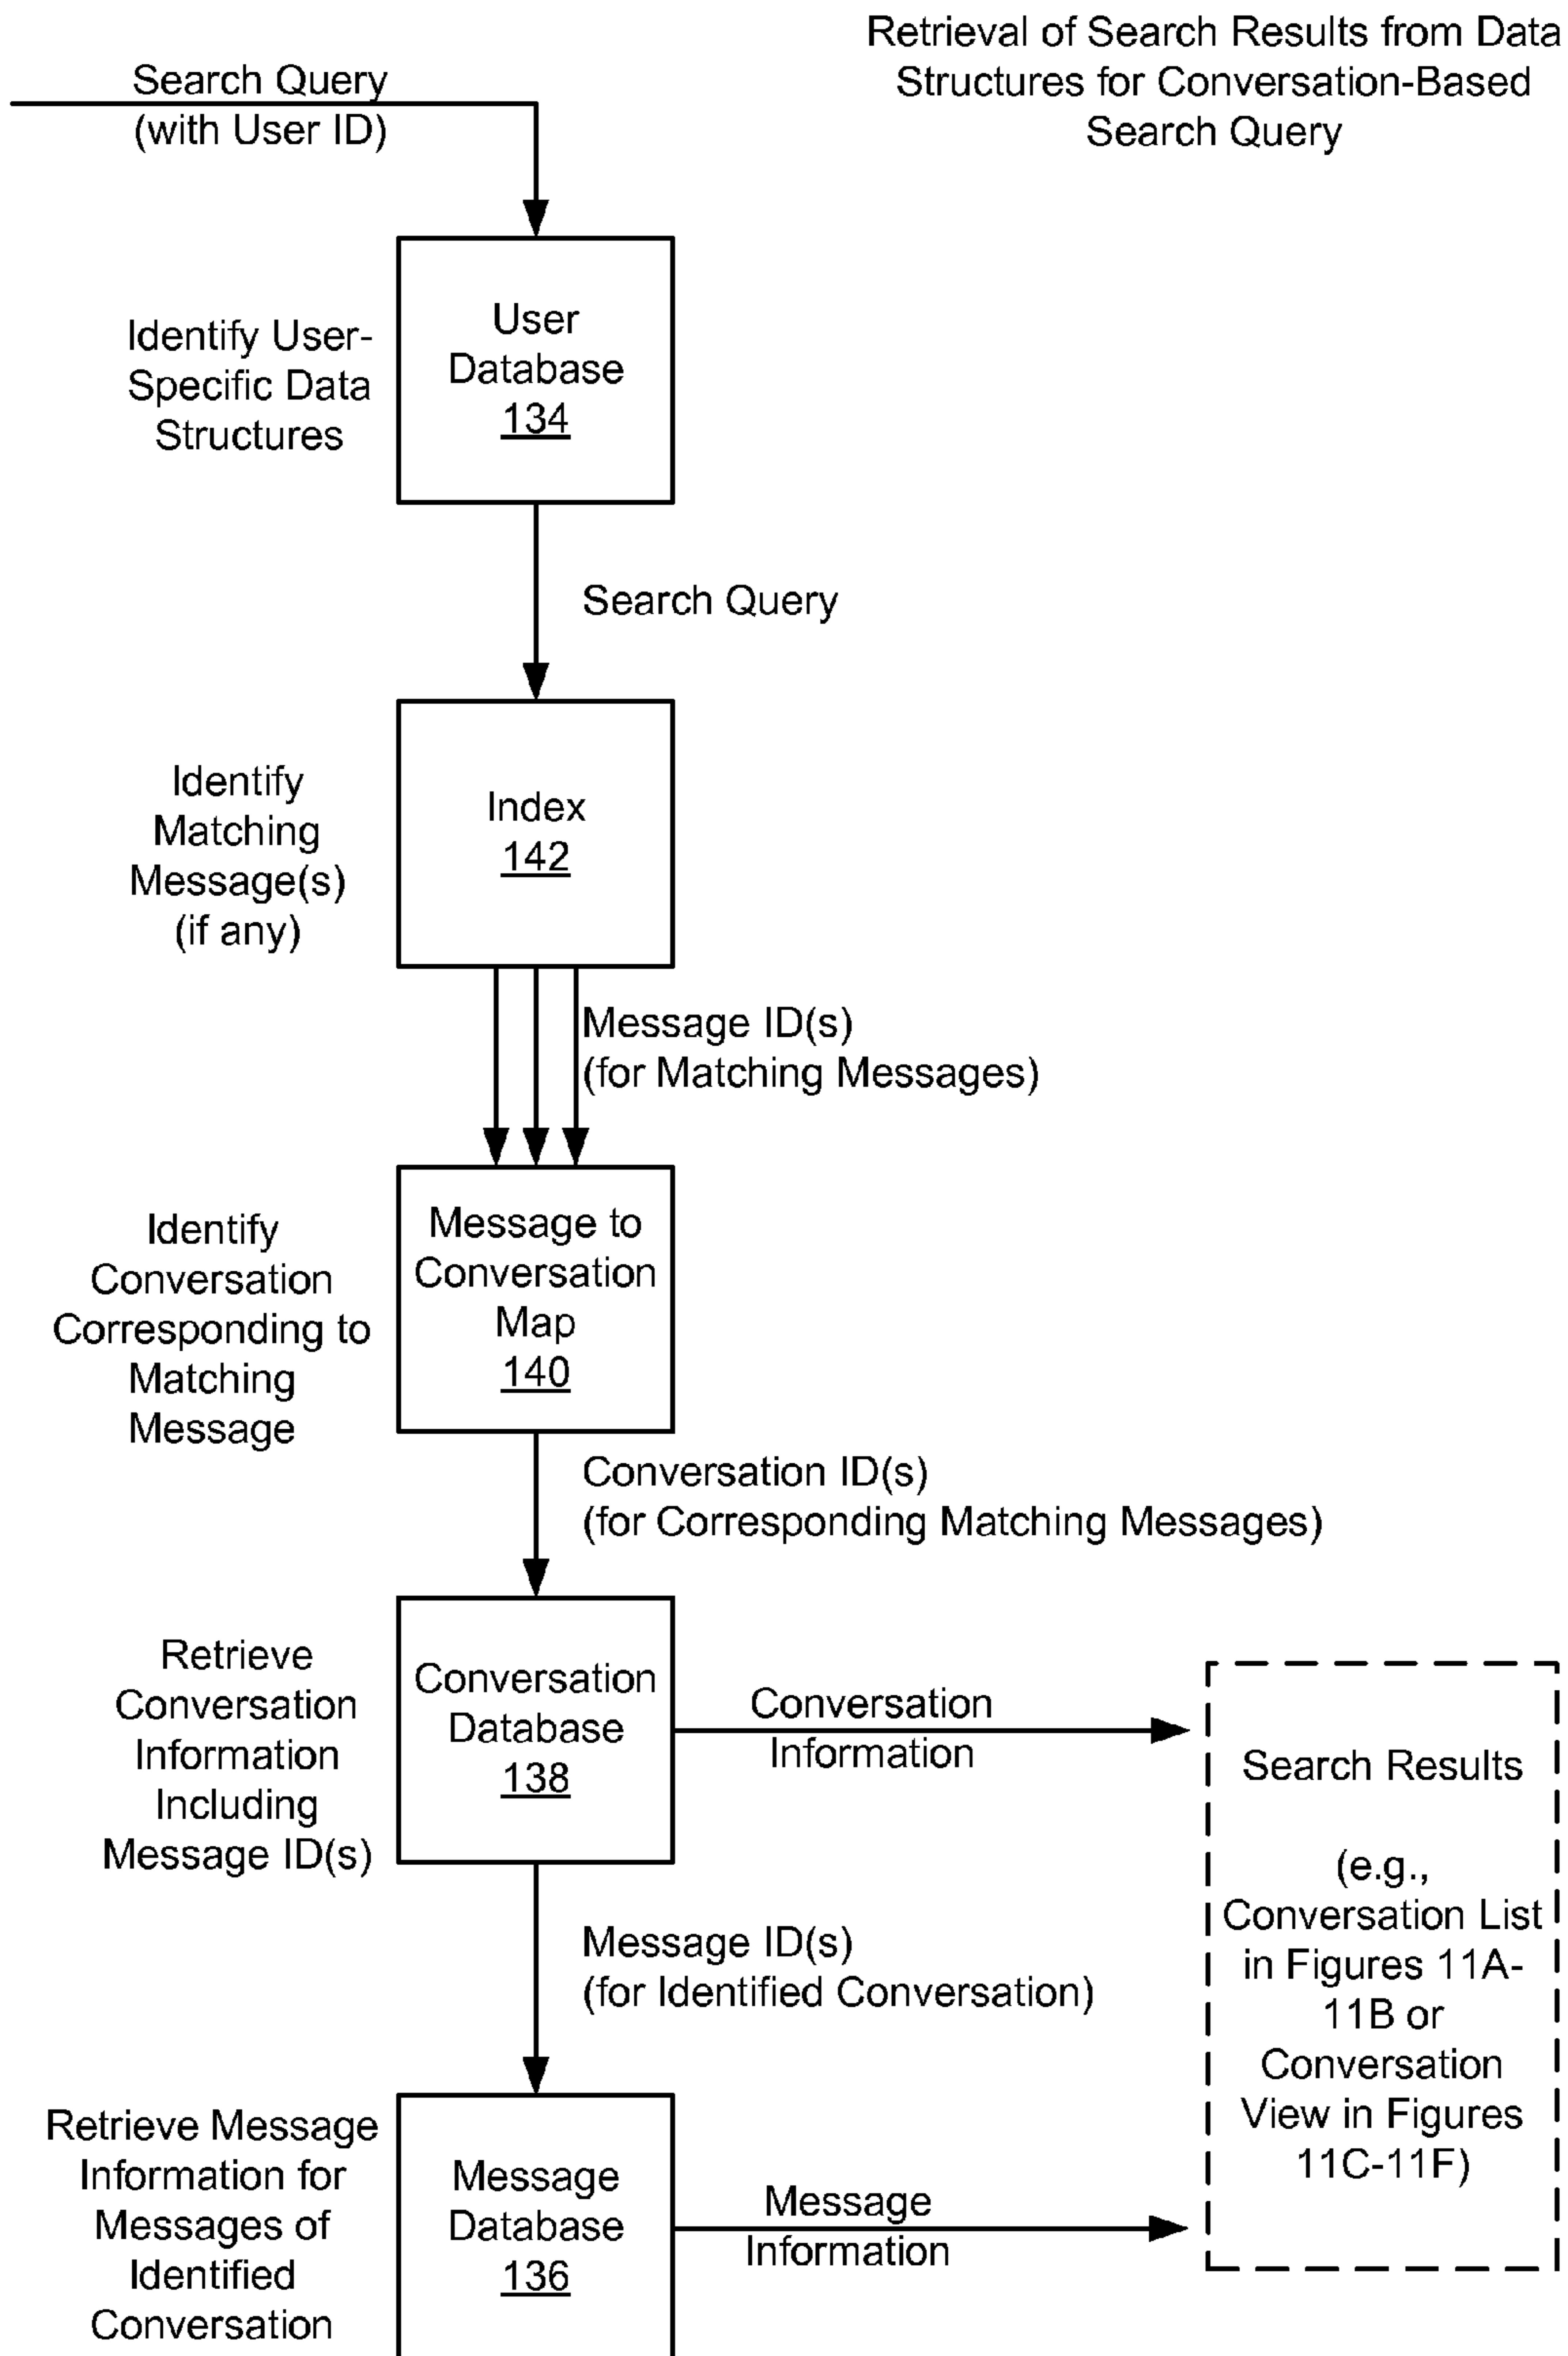 Retrieval of Search Results from Data
Structures for Conversation-Based
Search Query
Search Query
(with User ID)
Identify User-
Specific Data
Structures
User
Database
134
Search Query
Identify
Matching
Message(s)
(if any)
Index
142
Message ID(s)
(for Matching Messages)
Identify
Conversation
Corresponding to
Matching
Message
Message to
Conversation
Map
140
Conversation ID(s)
(for Corresponding Matching Messages)
Retrieve
Conversation
Information
Including
Message ID(s)
Conversation
Database
138
Conversation
Information
Message ID(s)
(for Identified Conversation)
Retrieve Message
Information for
Messages of
Identified
Conversation
Message
Database
136
Message
Information
Search Results
(e.g.,
Conversation List
in Figures 11A-
11B or
Conversation
View in Figures
11C-11F)